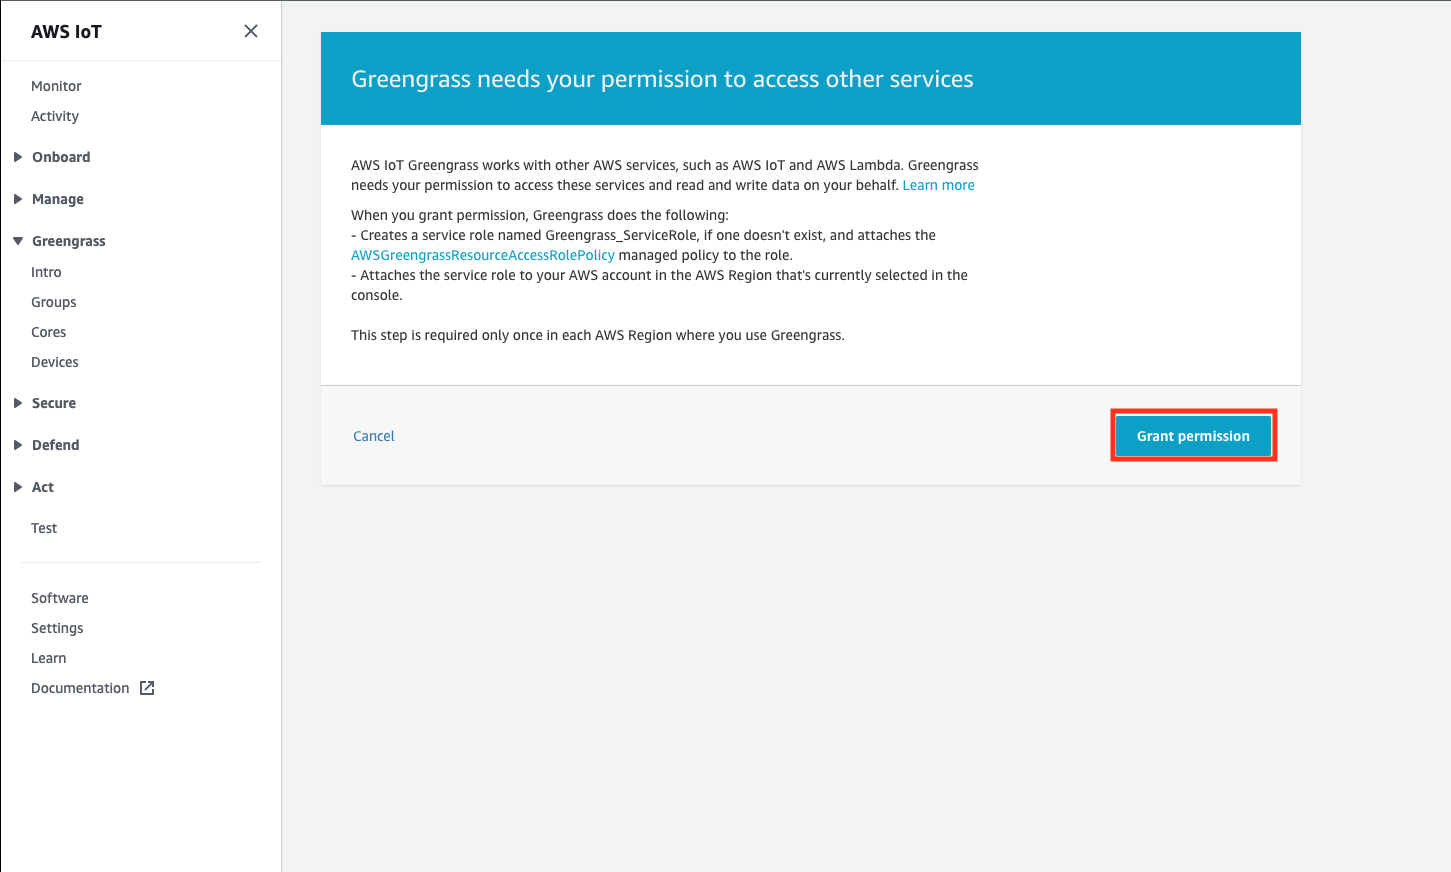 AWS IoT
Monitor
Activity
Onboard
Manage
Greengrass
Intro
Groups
Cores
Devices
Secure
Defend
Act
Test
Software
Settings
Learn
Documentation
Greengrass needs your permission to access other services
AWS IoT Greengrass works with other AWS services, such as AWS IoT and AWS Lambda. Greengrass
needs your permission to access these services and read and write data on your behalf. Learn more
When you grant permission, Greengrass does the following:
- Creates a service role named Greengrass_ServiceRole, if one doesn't exist, and attaches the
AWSGreengrassResourceAccessRolePolicy managed policy to the role.
- Attaches the service role to your AWS account in the AWS Region that's currently selected in the
console.
This step is required only once in each AWS Region where you use Greengrass.
Cancel
Grant permission